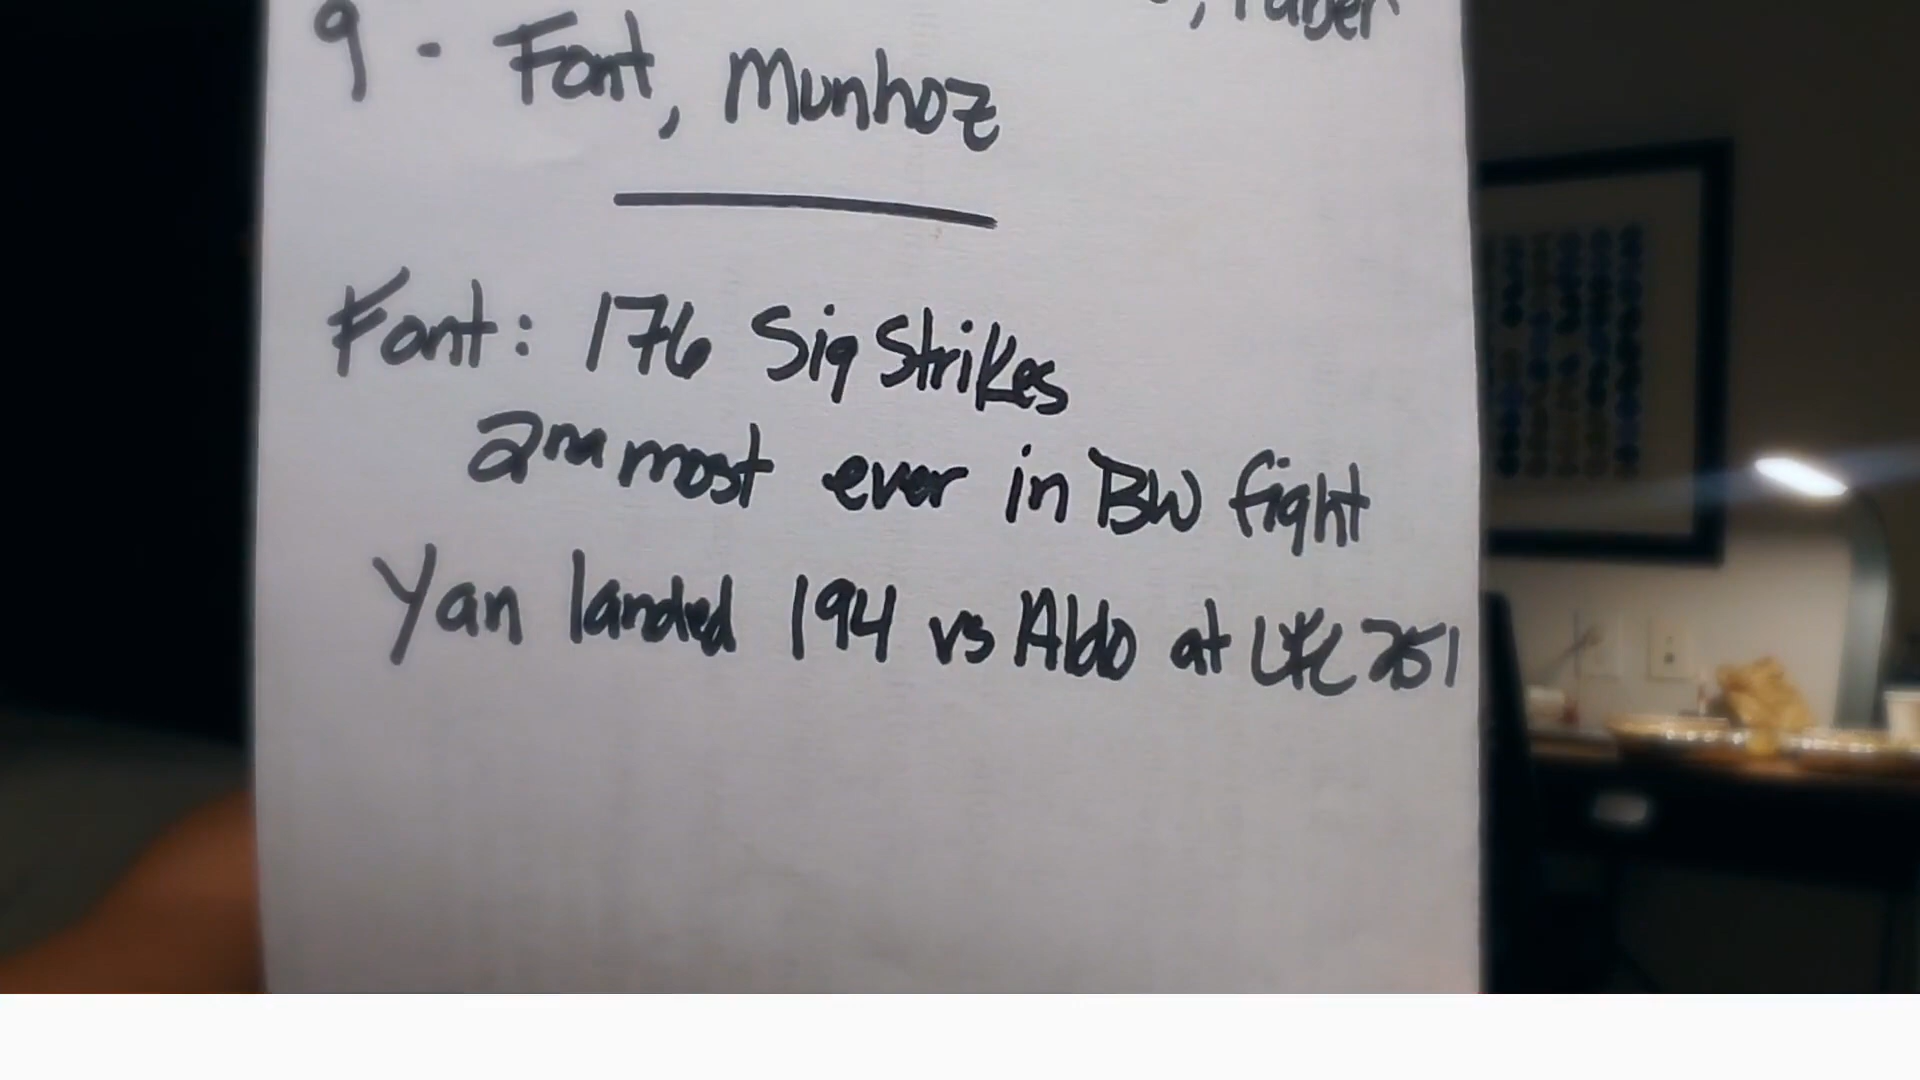 , Faber
9 - Font, Munhoz
Font: 176 Sig Strikes
2nd most ever in BW fight
Yan landed 194 vs Aldo at UFC 251